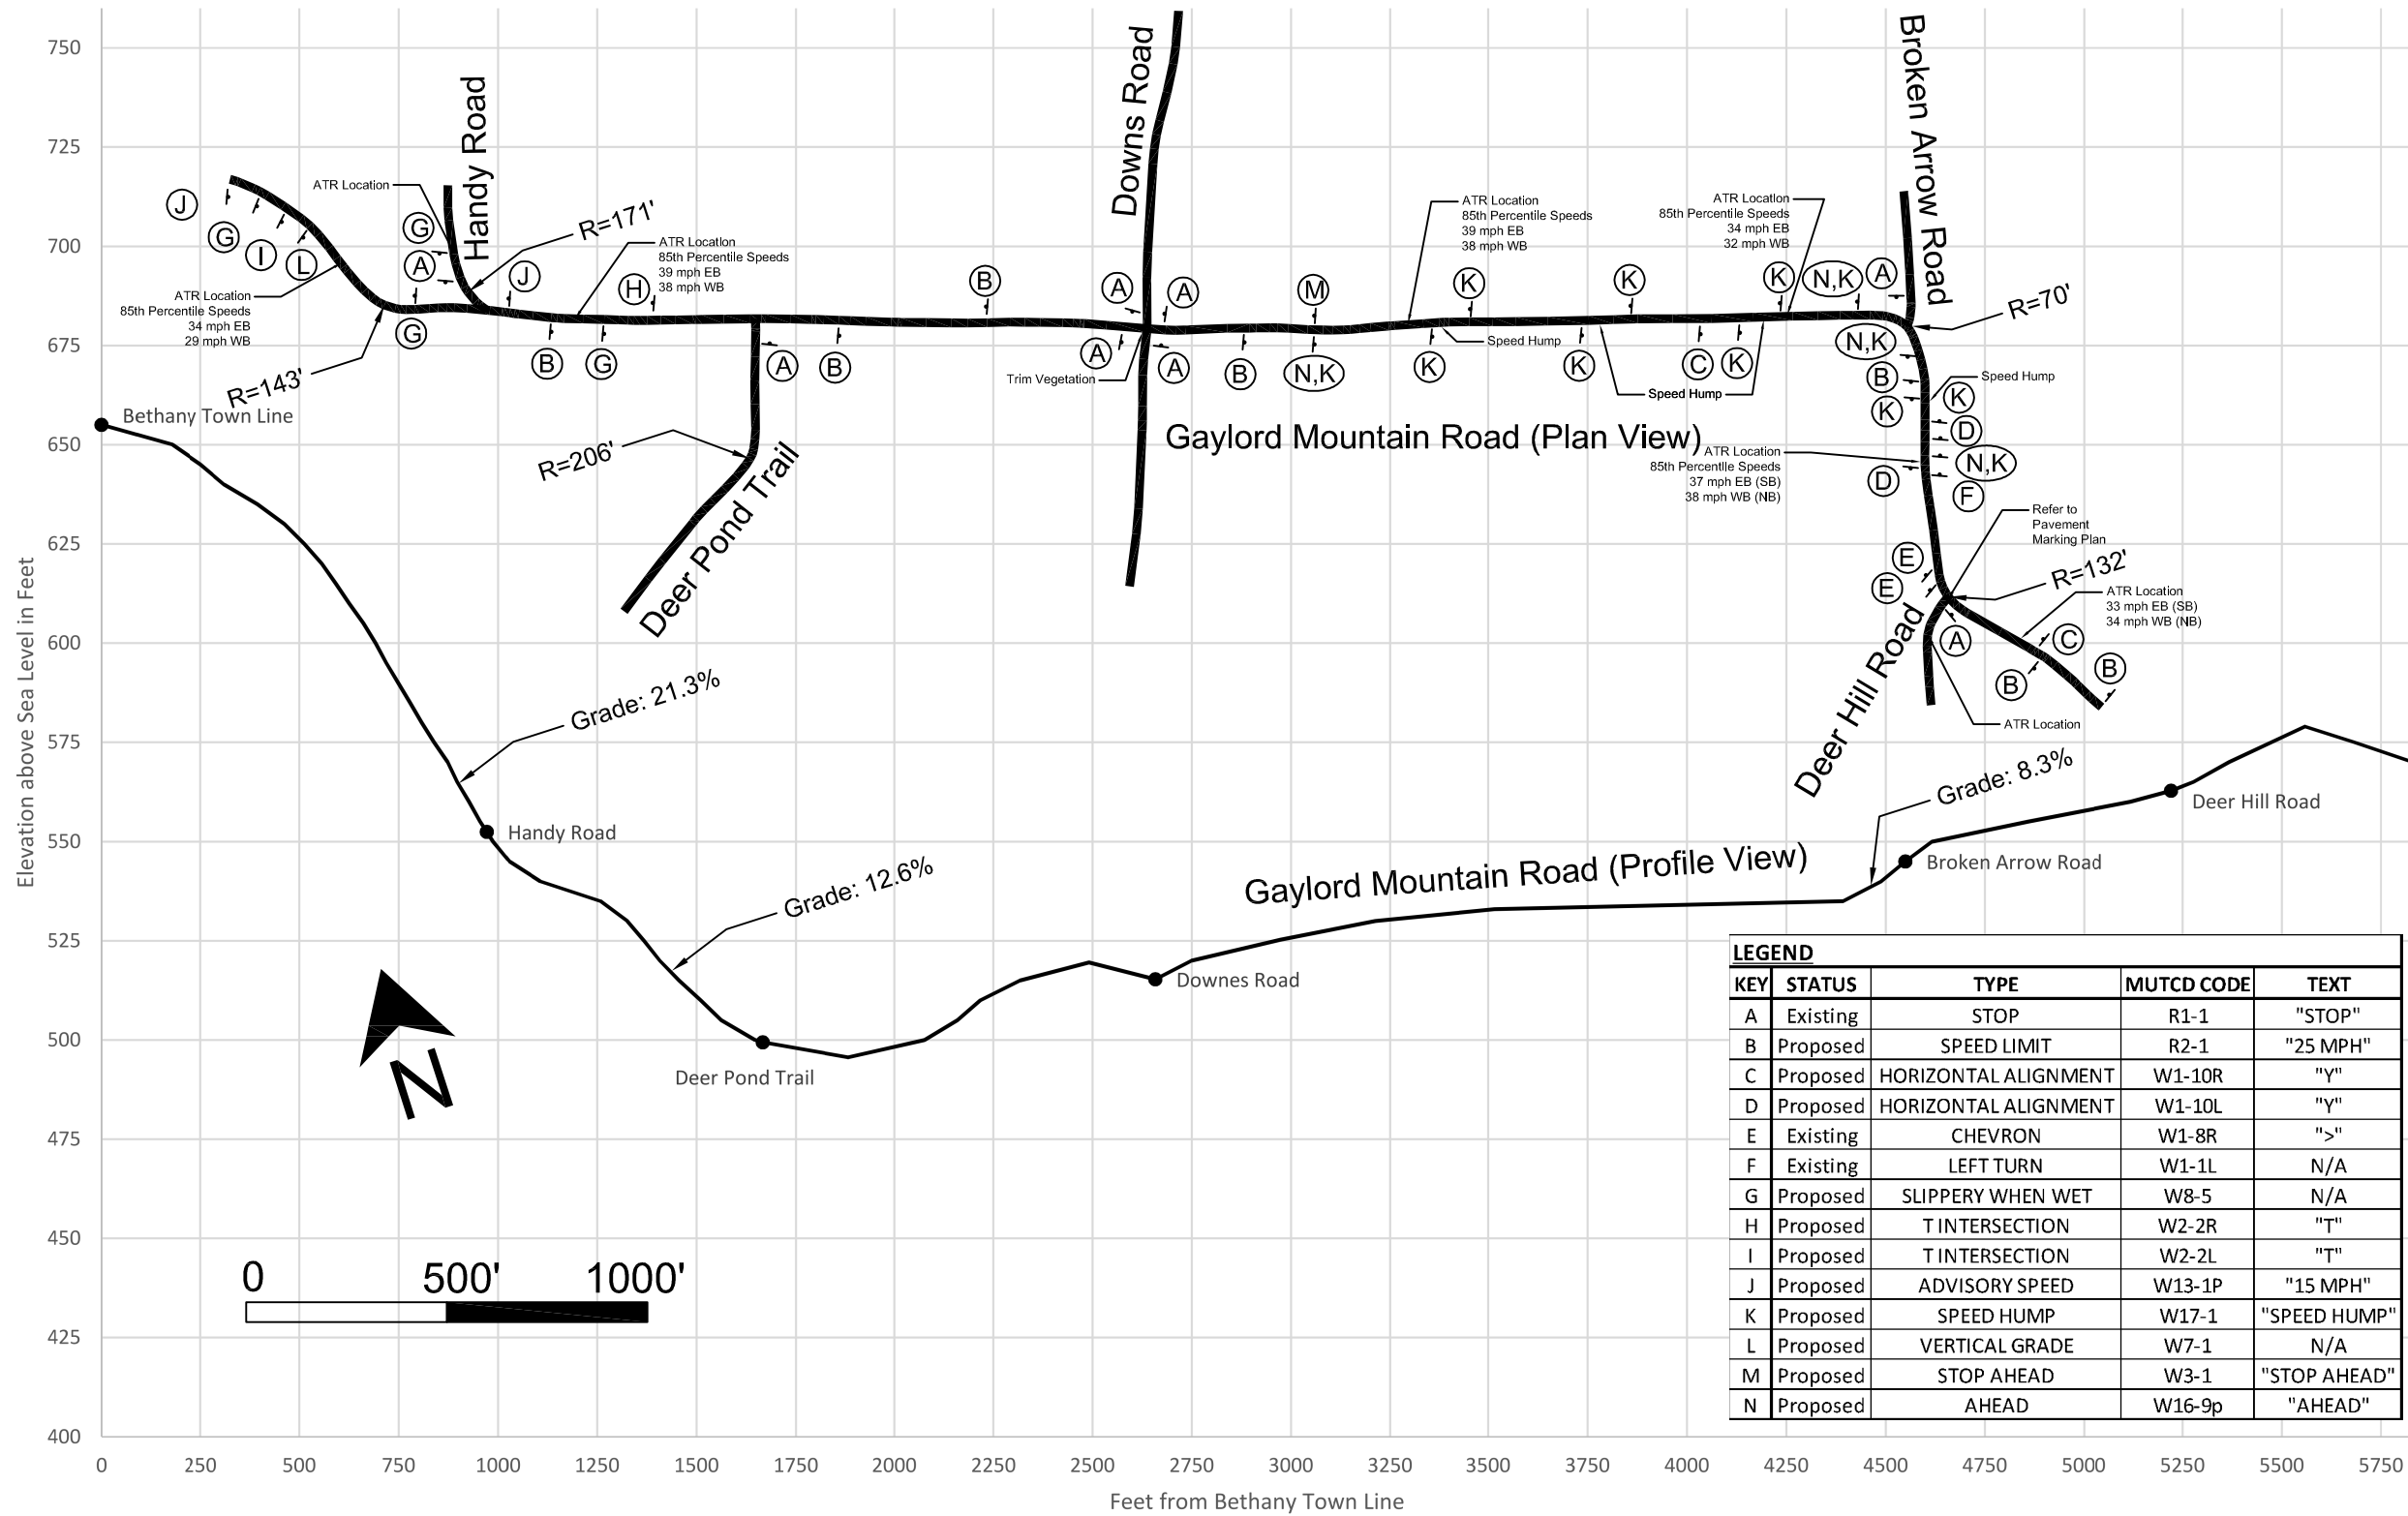 750
725
700
675
650
625
600
575
550
525
500
475
450
425
400
Elevation above Sea Level in Feet
0
250
500
750
1000
1250
1500
1750
2000
2250
2500
2750
3000
3250
3500
3750
4000
4250
4500
4750
5000
5250
5500
5750
Feet from Bethany Town Line
Handy Road
Downs Road
Broken Arrow Road
Deer Pond Trail
Deer Hill Road
J
G
I
L
ATR Location
85th Percentile Speeds
34 mph EB
29 mph WB
R=143'
ATR Location
G
A
G
R=171'
J
H
ATR Location
85th Percentile Speeds
39 mph EB
38 mph WB
B
G
A
B
R=206'
B
A
A
A
A
Trim Vegetation
B
M
N,K
ATR Location
85th Percentile Speeds
39 mph EB
38 mph WB
K
K
Speed Hump
K
K
C
K
Speed Hump
ATR Location
85th Percentile Speeds
34 mph EB
32 mph WB
K
N,K
A
R=70'
N,K
B
K
Speed Hump
K
D
N,K
F
ATR Location
85th Percentile Speeds
37 mph EB (SB)
38 mph WB (NB)
D
Refer to
Pavement
Marking Plan
E
E
R=132'
ATR Location
33 mph EB (SB)
34 mph WB (NB)
A
C
B
B
ATR Location
Gaylord Mountain Road (Plan View)
Bethany Town Line
Grade: 21.3%
Handy Road
Grade: 12.6%
Deer Pond Trail
Downes Road
Gaylord Mountain Road (Profile View)
Grade: 8.3%
Broken Arrow Road
Deer Hill Road
N
0 500' 1000'
LEGEND
KEY STATUS TYPE MUTCD CODE TEXT
A Existing STOP R1-1 "STOP"
B Proposed SPEED LIMIT R2-1 "25 MPH"
C Proposed HORIZONTAL ALIGNMENT W1-10R "Y"
D Proposed HORIZONTAL ALIGNMENT W1-10L "Y"
E Existing CHEVRON W1-8R ">"
F Existing LEFT TURN W1-1L N/A
G Proposed SLIPPERY WHEN WET W8-5 N/A
H Proposed T INTERSECTION W2-2R "T"
I Proposed T INTERSECTION W2-2L "T"
J Proposed ADVISORY SPEED W13-1P "15 MPH"
K Proposed SPEED HUMP W17-1 "SPEED HUMP"
L Proposed VERTICAL GRADE W7-1 N/A
M Proposed STOP AHEAD W3-1 "STOP AHEAD"
N Proposed AHEAD W16-9p "AHEAD"